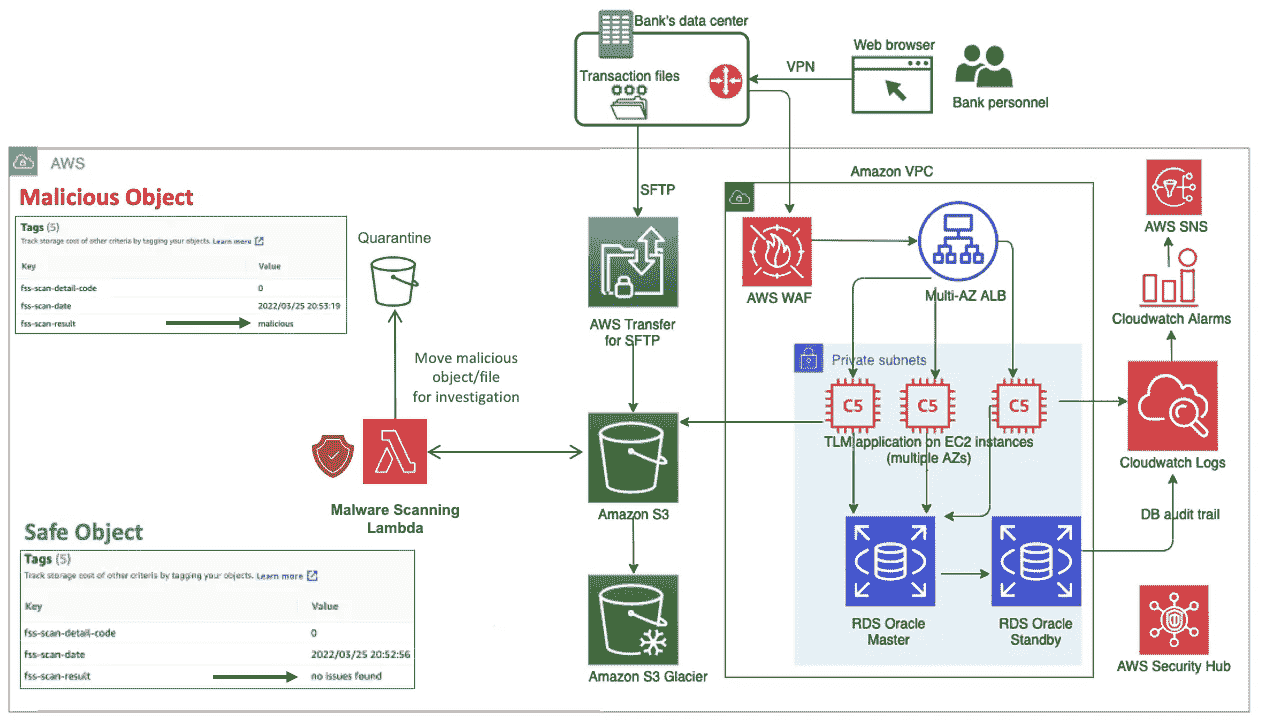 Bank's data center
Transaction files
VPN
Web browser
Bank personnel
AWS
SFTP
Amazon VPC
Malicious Object
Tags (5)
Track storage cost of other criteria by tagging your objects. Learn more
Key Value
fss-scan-detail-code 0
fss-scan-date 2022/03/25 20:53:19
fss-scan-result malicious
Quarantine
Move malicious
object/file
for investigation
Malware Scanning
Lambda
AWS Transfer
for SFTP
Amazon S3
Amazon S3 Glacier
AWS WAF
Multi-AZ ALB
Private subnets
C5
C5
C5
TLM application on EC2 instances
(multiple AZs)
RDS Oracle
Master
RDS Oracle
Standby
AWS SNS
Cloudwatch Alarms
Cloudwatch Logs
DB audit trail
AWS Security Hub
Safe Object
Tags (5)
Track storage cost of other criteria by tagging your objects. Learn more
Key Value
fss-scan-detail-code 0
fss-scan-date 2022/03/25 20:52:56
fss-scan-result no issues found